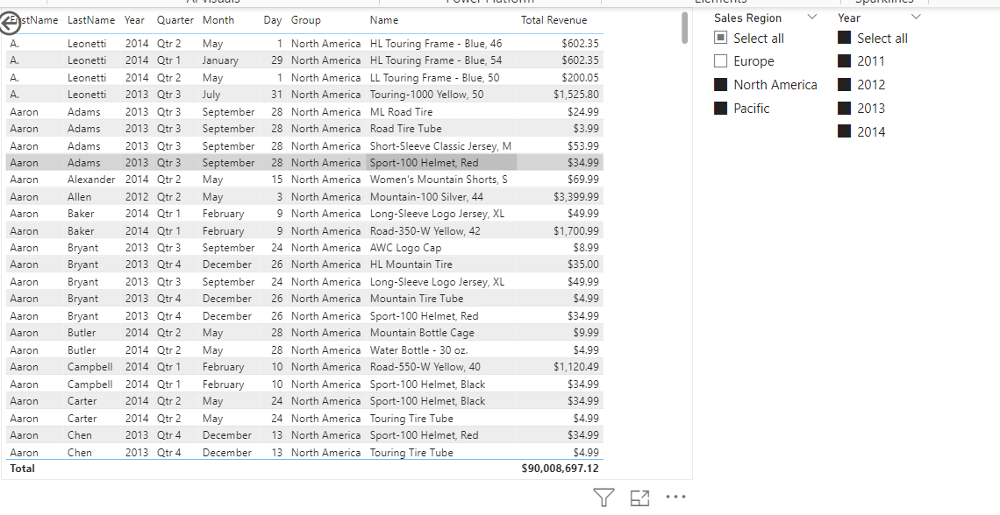 AI visuals Power Platform Elements Sparklines
FirstName LastName Year Quarter Month Day Group Name Total Revenue
A. Leonetti 2014 Qtr 2 May 1 North America HL Touring Frame - Blue, 46 $602.35
A. Leonetti 2014 Qtr 1 January 29 North America HL Touring Frame - Blue, 54 $602.35
A. Leonetti 2014 Qtr 2 May 1 North America LL Touring Frame - Blue, 50 $200.05
A. Leonetti 2013 Qtr 3 July 31 North America Touring-1000 Yellow, 50 $1,525.80
Aaron Adams 2013 Qtr 3 September 28 North America ML Road Tire $24.99
Aaron Adams 2013 Qtr 3 September 28 North America Road Tire Tube $3.99
Aaron Adams 2013 Qtr 3 September 28 North America Short-Sleeve Classic Jersey, M $53.99
Aaron Adams 2013 Qtr 3 September 28 North America Sport-100 Helmet, Red $34.99
Aaron Alexander 2014 Qtr 2 May 15 North America Women's Mountain Shorts, S $69.99
Aaron Allen 2012 Qtr 2 May 3 North America Mountain-100 Silver, 44 $3,399.99
Aaron Baker 2014 Qtr 1 February 9 North America Long-Sleeve Logo Jersey, XL $49.99
Aaron Baker 2014 Qtr 1 February 9 North America Road-350-W Yellow, 42 $1,700.99
Aaron Bryant 2013 Qtr 3 September 24 North America AWC Logo Cap $8.99
Aaron Bryant 2013 Qtr 4 December 26 North America HL Mountain Tire $35.00
Aaron Bryant 2013 Qtr 3 September 24 North America Long-Sleeve Logo Jersey, XL $49.99
Aaron Bryant 2013 Qtr 4 December 26 North America Mountain Tire Tube $4.99
Aaron Bryant 2013 Qtr 4 December 26 North America Sport-100 Helmet, Red $34.99
Aaron Butler 2014 Qtr 2 May 28 North America Mountain Bottle Cage $9.99
Aaron Butler 2014 Qtr 2 May 28 North America Water Bottle - 30 oz. $4.99
Aaron Campbell 2014 Qtr 1 February 10 North America Road-550-W Yellow, 40 $1,120.49
Aaron Campbell 2014 Qtr 1 February 10 North America Sport-100 Helmet, Black $34.99
Aaron Carter 2014 Qtr 2 May 24 North America Sport-100 Helmet, Black $34.99
Aaron Carter 2014 Qtr 2 May 24 North America Touring Tire Tube $4.99
Aaron Chen 2013 Qtr 4 December 13 North America Sport-100 Helmet, Red $34.99
Aaron Chen 2013 Qtr 4 December 13 North America Touring Tire Tube $4.99
Total $90,008,697.12
Sales Region
Select all
Europe
North America
Pacific
Year
Select all
2011
2012
2013
2014